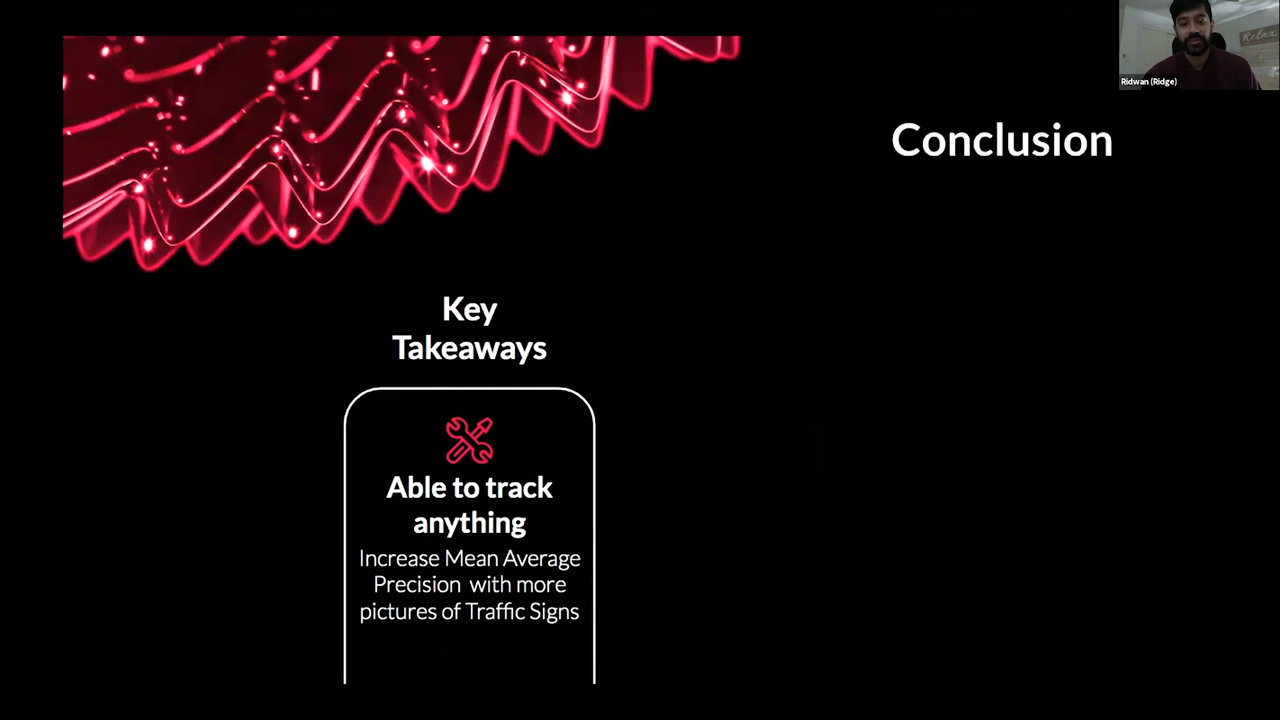 Relax
Ridwan (Ridge)
Conclusion
Key
Takeaways
Able to track
anything
Increase Mean Average
Precision with more
pictures of Traffic Signs